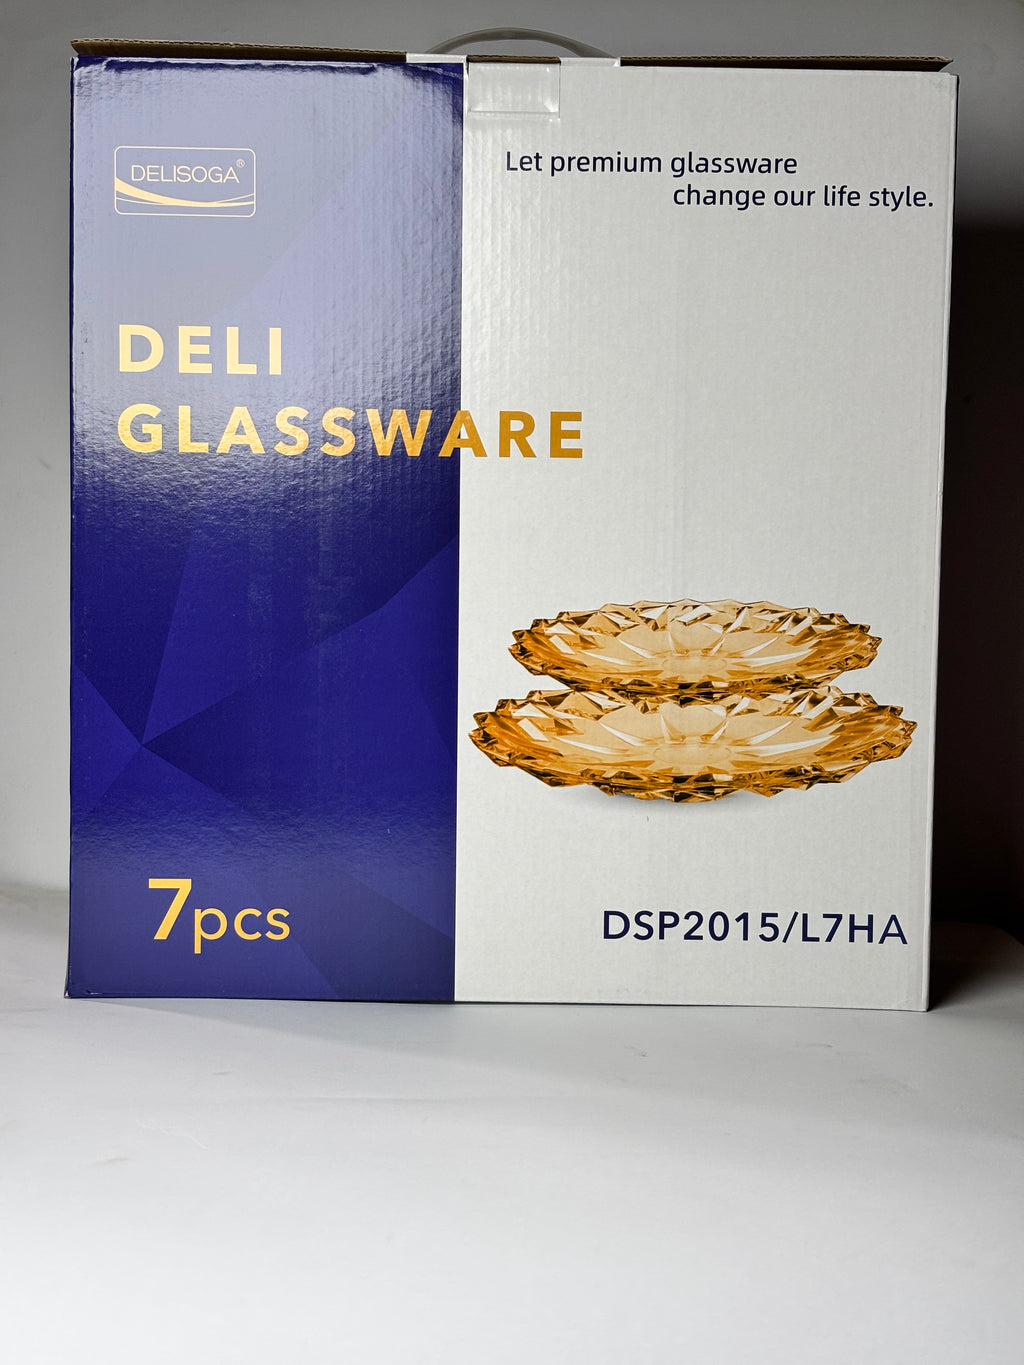 DELISOGA®
Let premium glassware
change our life style.
DELI
GLASSWARE
7pcs
DSP2015/L7HA